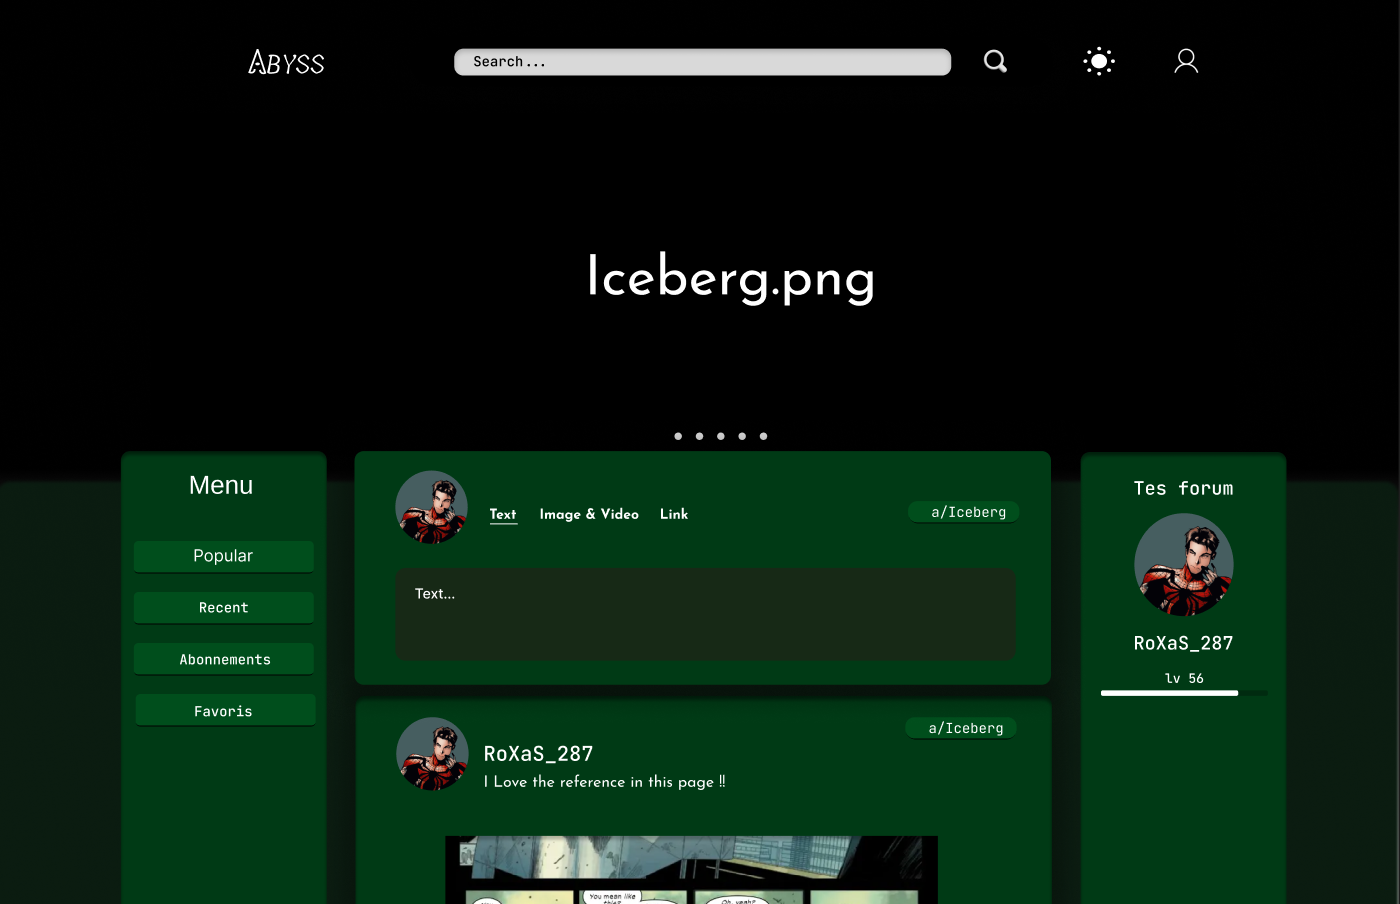 ABYSS
Search...
Iceberg.png
Menu
Popular
Recent
Abonnements
Favoris
Text Image & Video Link
a/Iceberg
Text...
a/Iceberg
RoXaS_287
I Love the reference in this page !!
You mean like
this?
Oh, yeah?
Tes forum
RoXaS_287
lv 56